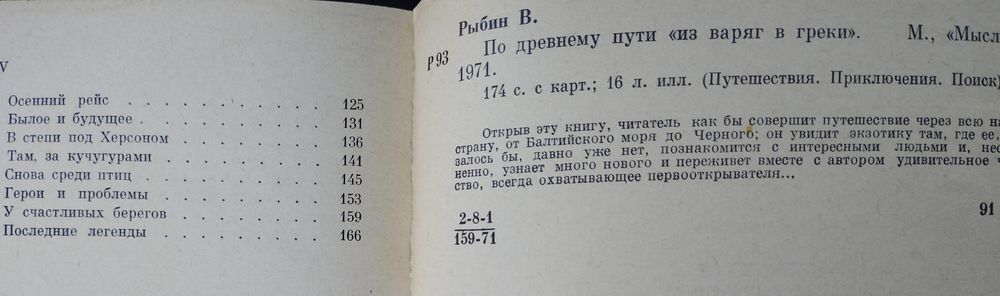 V
Осенний рейс . . . . . . . . . . 125
Былое и будущее . . . . . . . . . 131
В степи под Херсоном . . . . . . . . 136
Там, за кучугурами . . . . . . . . 141
Снова среди птиц . . . . . . . . . 145
Герои и проблемы . . . . . . . . . 153
У счастливых берегов . . . . . . . . 159
Последние легенды . . . . . . . . . 166
Рыбин В.
Р93
По древнему пути «из варяг в греки». М., «Мысл
1971.
174 с. с карт.; 16 л. илл. (Путешествия. Приключения. Поиск)
Открыв эту книгу, читатель как бы совершит путешествие через всю на
страну, от Балтийского моря до Черного; он увидит экзотику там, где ее,
залось бы, давно уже нет, познакомится с интересными людьми и, нес
ненно, узнает много нового и переживет вместе с автором удивительное ч
ство, всегда охватывающее первооткрывателя...
2-8-1
159-71
91